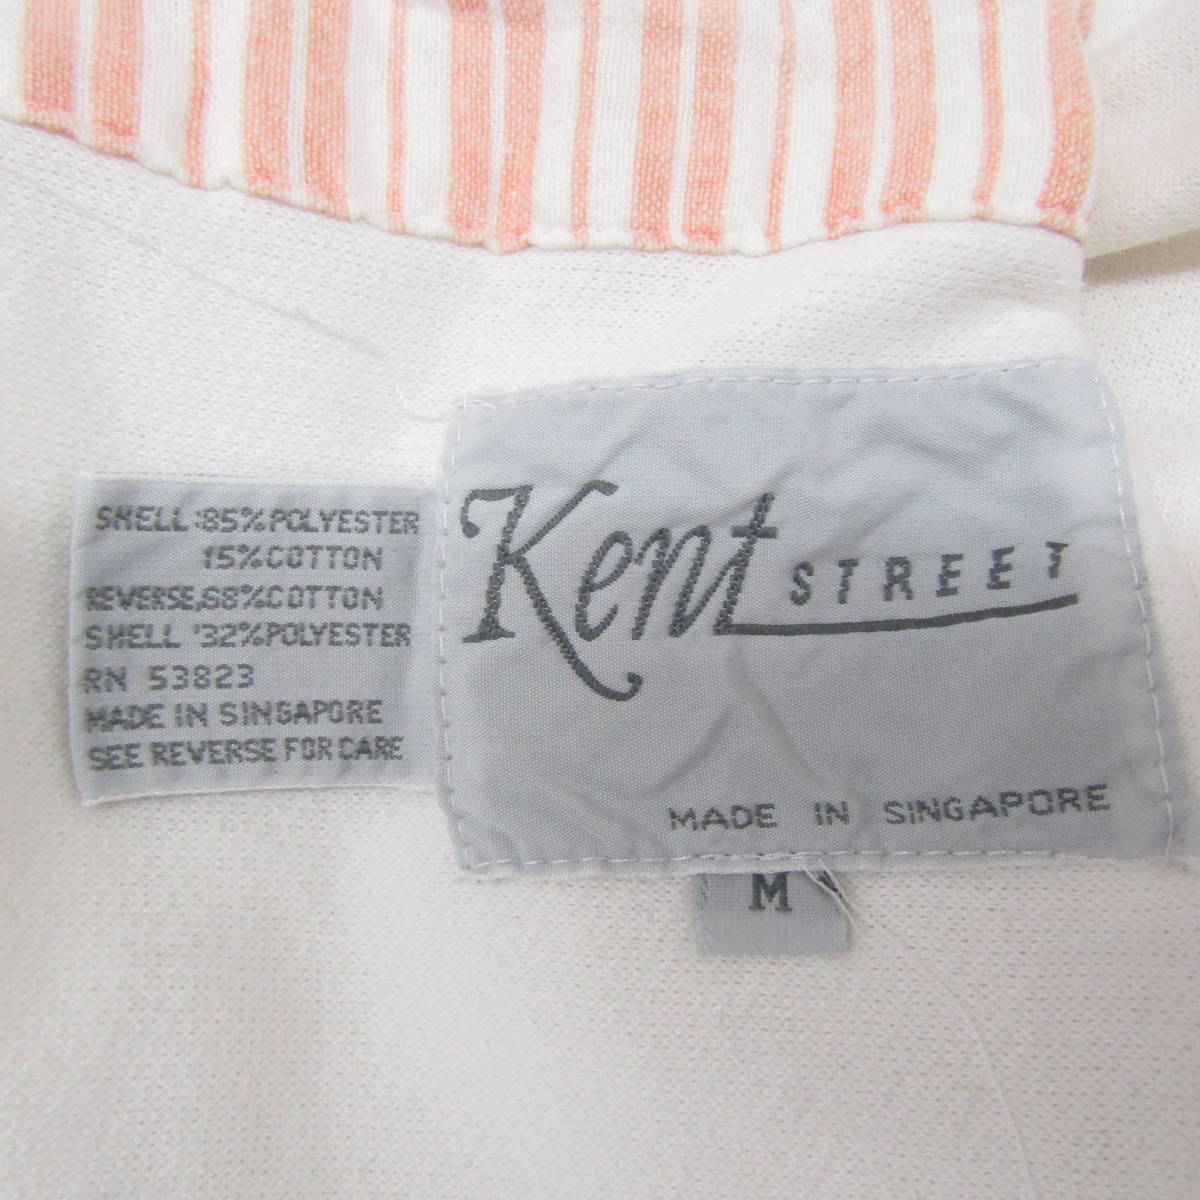 SHELL:85%POLYESTER
15%COTTON
REVERSE,68%COTTON
SHELL '32%POLYESTER
RN 53823
MADE IN SINGAPORE
SEE REVERSE FOR CARE
Kent STREET
MADE IN SINGAPORE
M